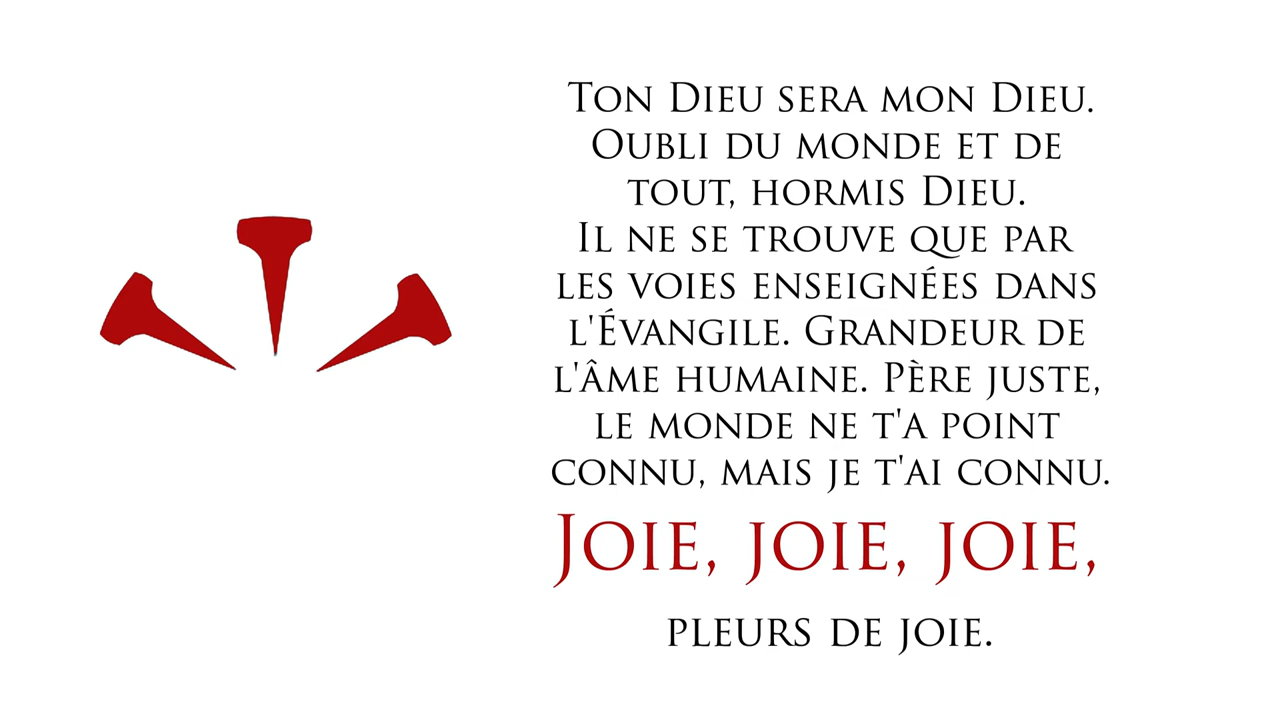 Ton Dieu sera mon Dieu.
Oubli du monde et de
tout, hormis Dieu.
Il ne se trouve que par
les voies enseignées dans
l'Évangile. Grandeur de
l'âme humaine. Père juste,
le monde ne t'a point
connu, mais je t'ai connu.
Joie, joie, joie,
pleurs de joie.